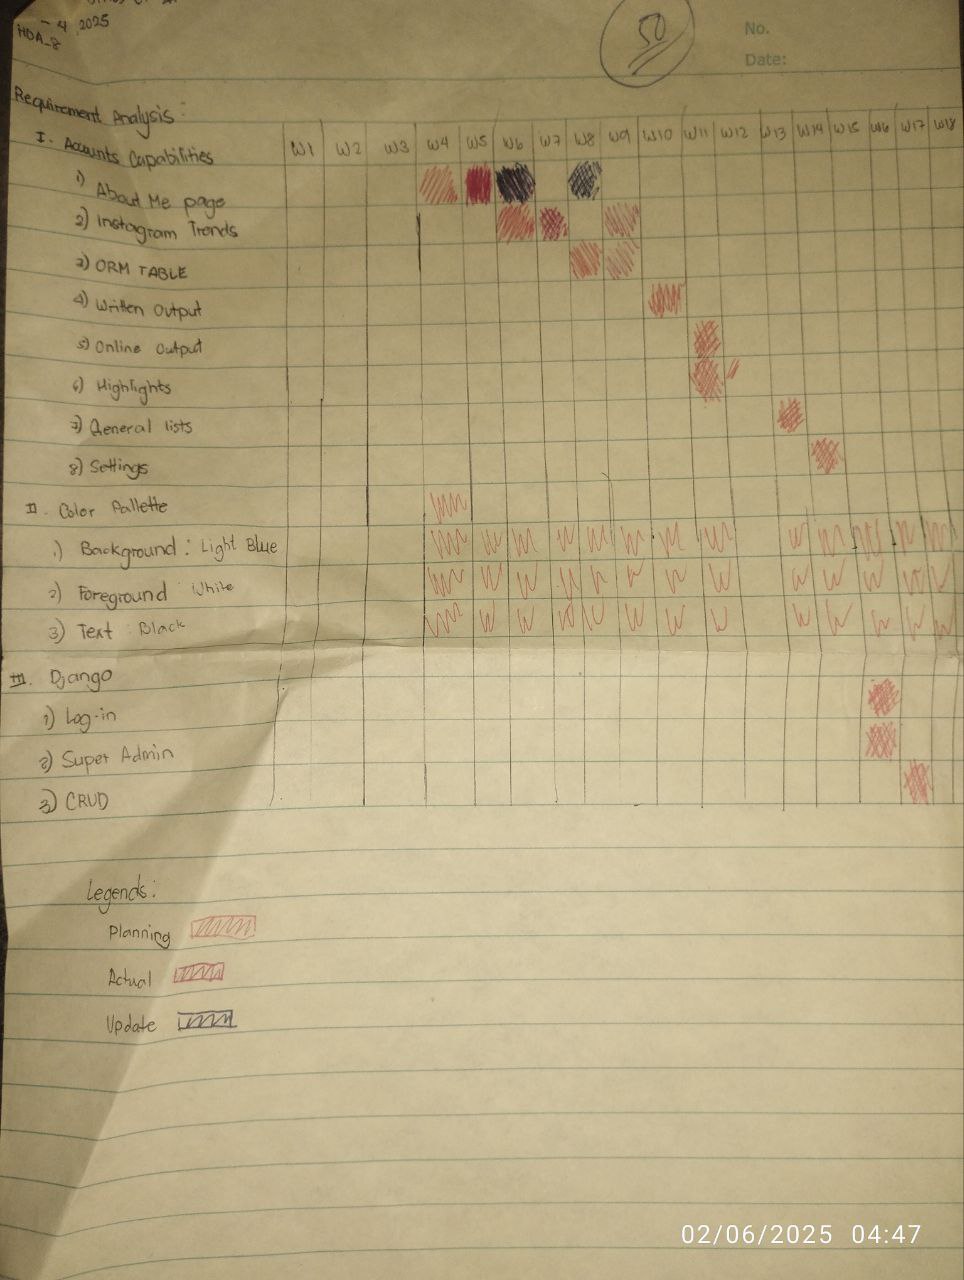 - 4, 2025
HDA_8
50
No.
Date:
Requirement Analysis:
W1 W2 W3 W4 W5 W6 W7 W8 W9 W10 W11 W12 W13 W14 W15 W16 W17 W18
I. Accounts Capabilities
1) About Me page
2) Instagram Trends
3) ORM TABLE
4) Written Output
5) Online Output
6) Highlights
7) General lists
8) Settings
II. Color Pallette
1) Background: Light Blue
2) Foreground: White
3) Text: Black
III. Django
1) Log-in
2) Super Admin
3) CRUD
Legends:
Planning
Actual
Update
02/06/2025 04:47